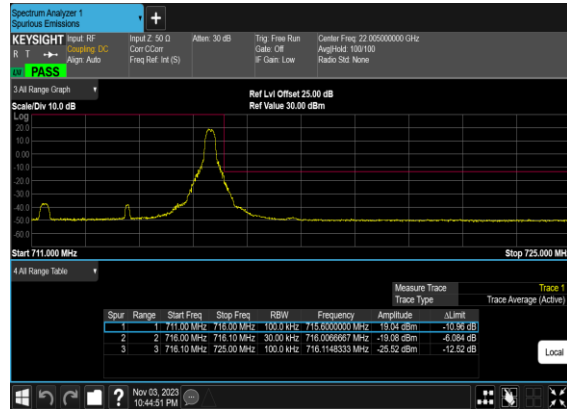 Spectrum Analyzer 1
Spurious Emissions
KEYSIGHT Input: RF Input Z: 50 Ω Atten: 30 dB Trig: Free Run Center Freq: 22.005000000 GHz
R T Coupling: DC Corr CCorr Gate: Off Avg|Hold: 100/100
Align: Auto Freq Ref: Int (S) IF Gain: Low Radio Std: None
PASS
3 All Range Graph
Ref Lvl Offset 25.00 dB
Scale/Div 10.0 dB Ref Value 30.00 dBm
Log
20.0
10.0
0.00
-10.0
-20.0
-30.0
-40.0
-50.0
-60.0
Start 711.000 MHz Stop 725.000 MH
4 All Range Table
Measure Trace Trace 1
Trace Type Trace Average (Active)
Spur Range Start Freq Stop Freq RBW Frequency Amplitude ΔLimit
1 1 711.00 MHz 716.00 MHz 100.0 kHz 715.6000000 MHz 19.04 dBm -10.96 dB
2 2 716.00 MHz 716.10 MHz 30.00 kHz 716.0066667 MHz -19.08 dBm -6.084 dB
3 3 716.10 MHz 725.00 MHz 100.0 kHz 716.1148333 MHz -25.52 dBm -12.52 dB
Local
? Nov 03, 2023
10:44:51 PM